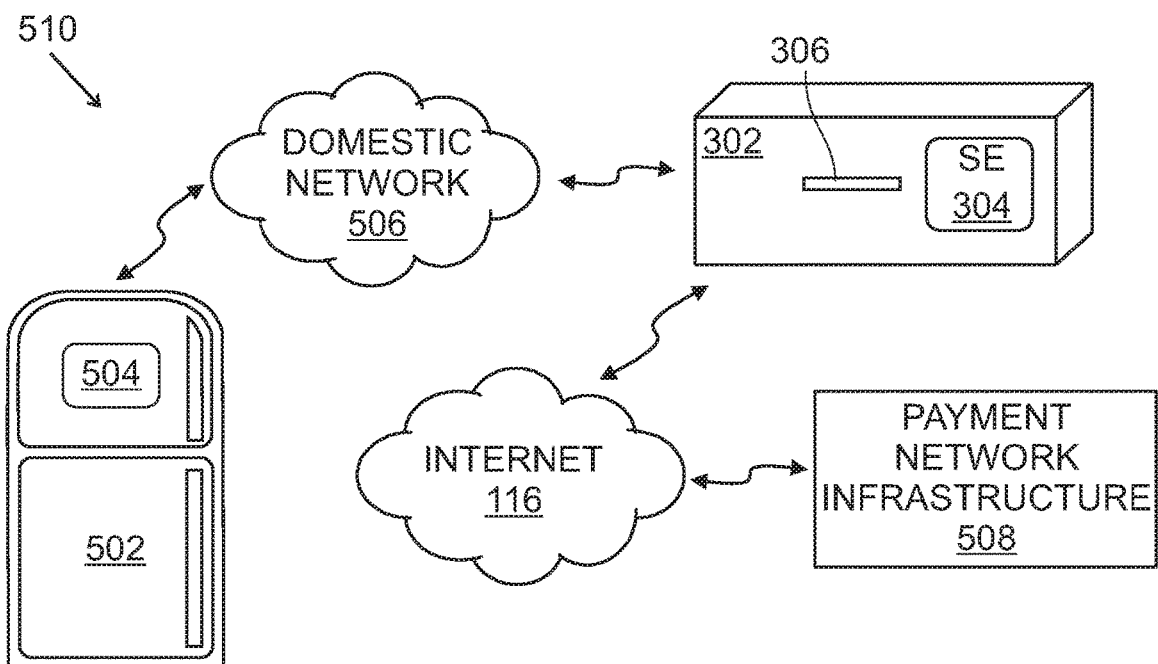 510
306
DOMESTIC
NETWORK
506
302
SE
304
504
502
INTERNET
116
PAYMENT
NETWORK
INFRASTRUCTURE
508